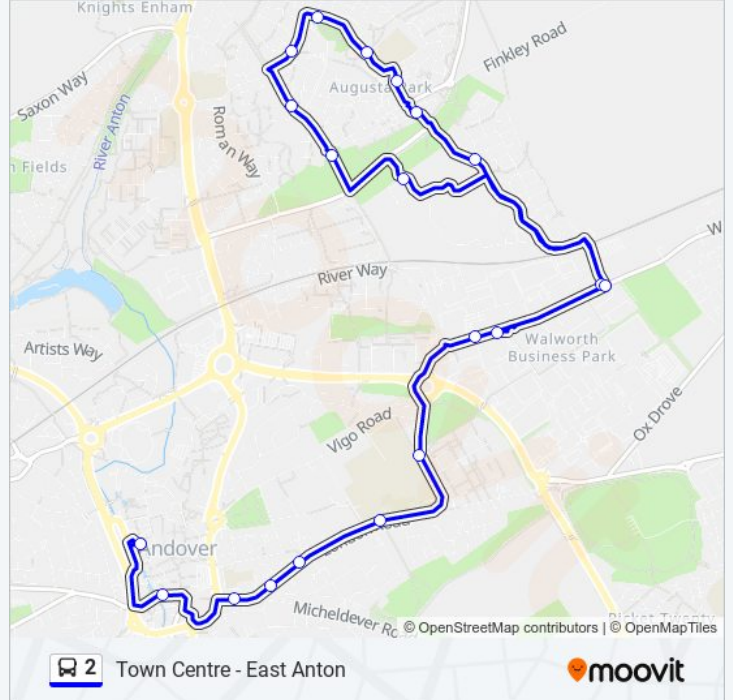 Knights Enham
Finkley Road
Saxon Way
Augusta Park
River Anton
Roman Way
n Fields
W
River Way
Artists Way
Walworth
Business Park
Ox Drove
Vigo Road
Andover
Micheldever Ro
© OpenStreetMap contributors | © OpenMapTiles
2 Town Centre - East Anton
moovit